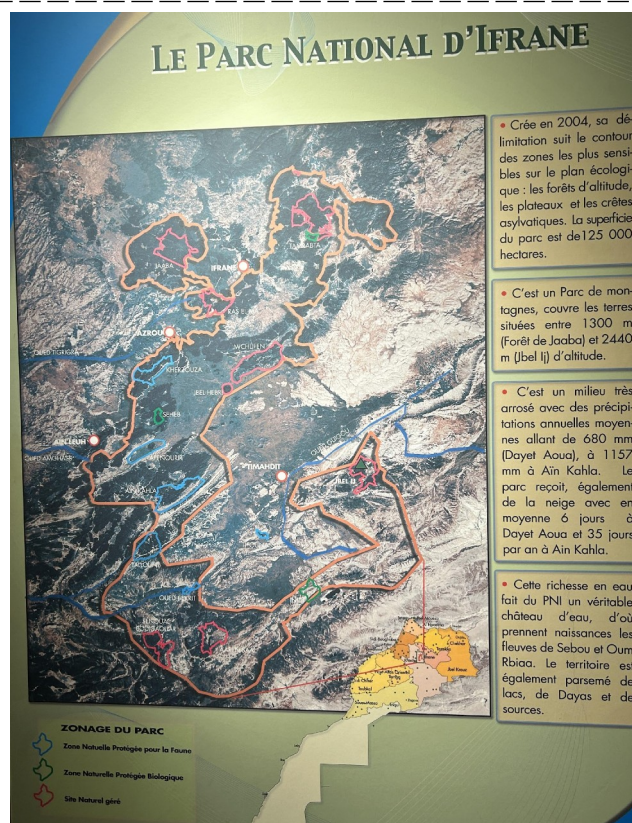 LE PARC NATIONAL D'IFRANE
• Crée en 2004, sa dé-
limitation suit le contour
des zones les plus sensi-
bles sur le plan écologi-
que : les forêts d'altitude,
les plateaux et les crêtes
asylvatiques. La superficie
du parc est de125 000
hectares.
• C'est un Parc de mon-
tagnes, couvre les terres
situées entre 1300 m
(Forêt de Jaaba) et 2440
m (Jbel Ij) d'altitude.
• C'est un milieu très
arrosé avec des précipi-
tations annuelles moyen-
nes allant de 680 mm
(Dayet Aoua), à 1157
mm à Aïn Kahla. Le
parc reçoit, également
de la neige avec en
moyenne 6 jours à
Dayet Aoua et 35 jours
par an à Ain Kahla.
• Cette richesse en eau
fait du PNI un véritable
château d'eau, d'où
prennent naissances les
fleuves de Sebou et Oum
Rbiaa. Le territoire est
également parsemé de
lacs, de Dayas et de
sources.
JAABA
IFRANE
AZROU
OUED TIGRIGRA
KHERZOUZA
JBEL HEBRI
SEHEB
AIN LEUH
TIMAHDIT
JBEL IJ
ZONAGE DU PARC
Zone Natuelle Protégée pour la Faune
Zone Naturelle Protégée Biologique
Site Naturel géré